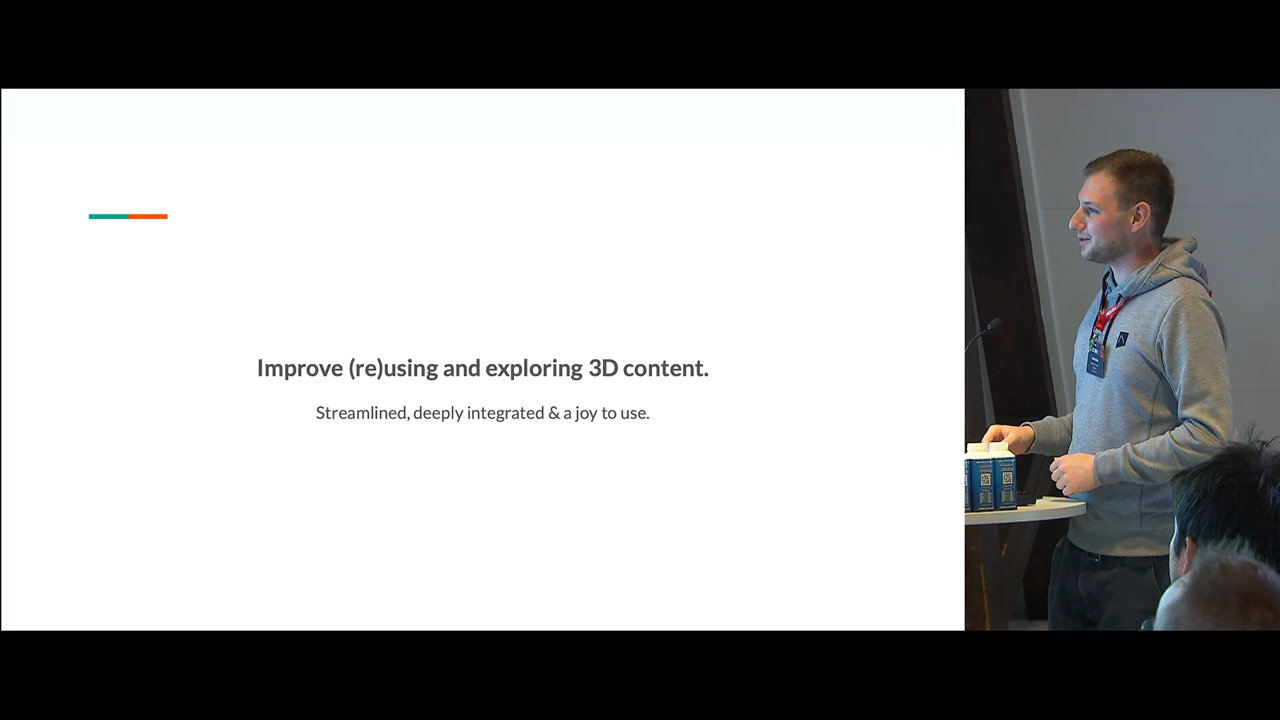 Improve (re)using and exploring 3D content.
Streamlined, deeply integrated & a joy to use.